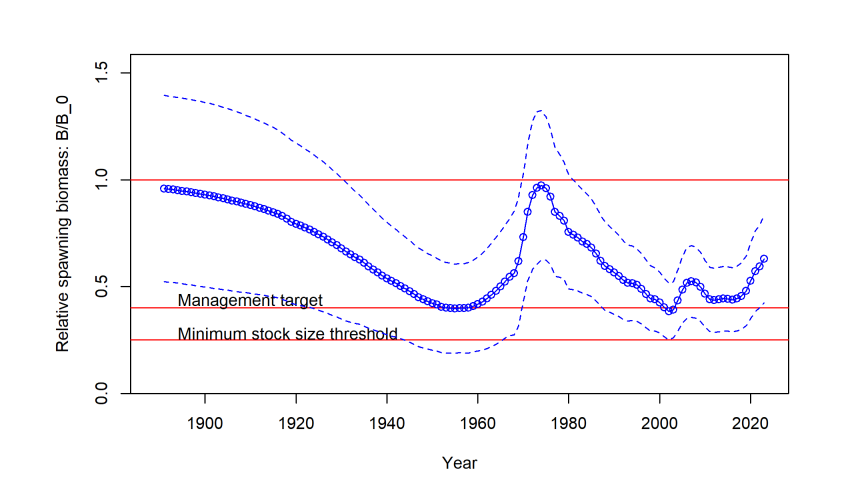 Relative spawning biomass: B/B_0
1.5
1.0
0.5
0.0
Management target
Minimum stock size threshold
1900 1920 1940 1960 1980 2000 2020
Year